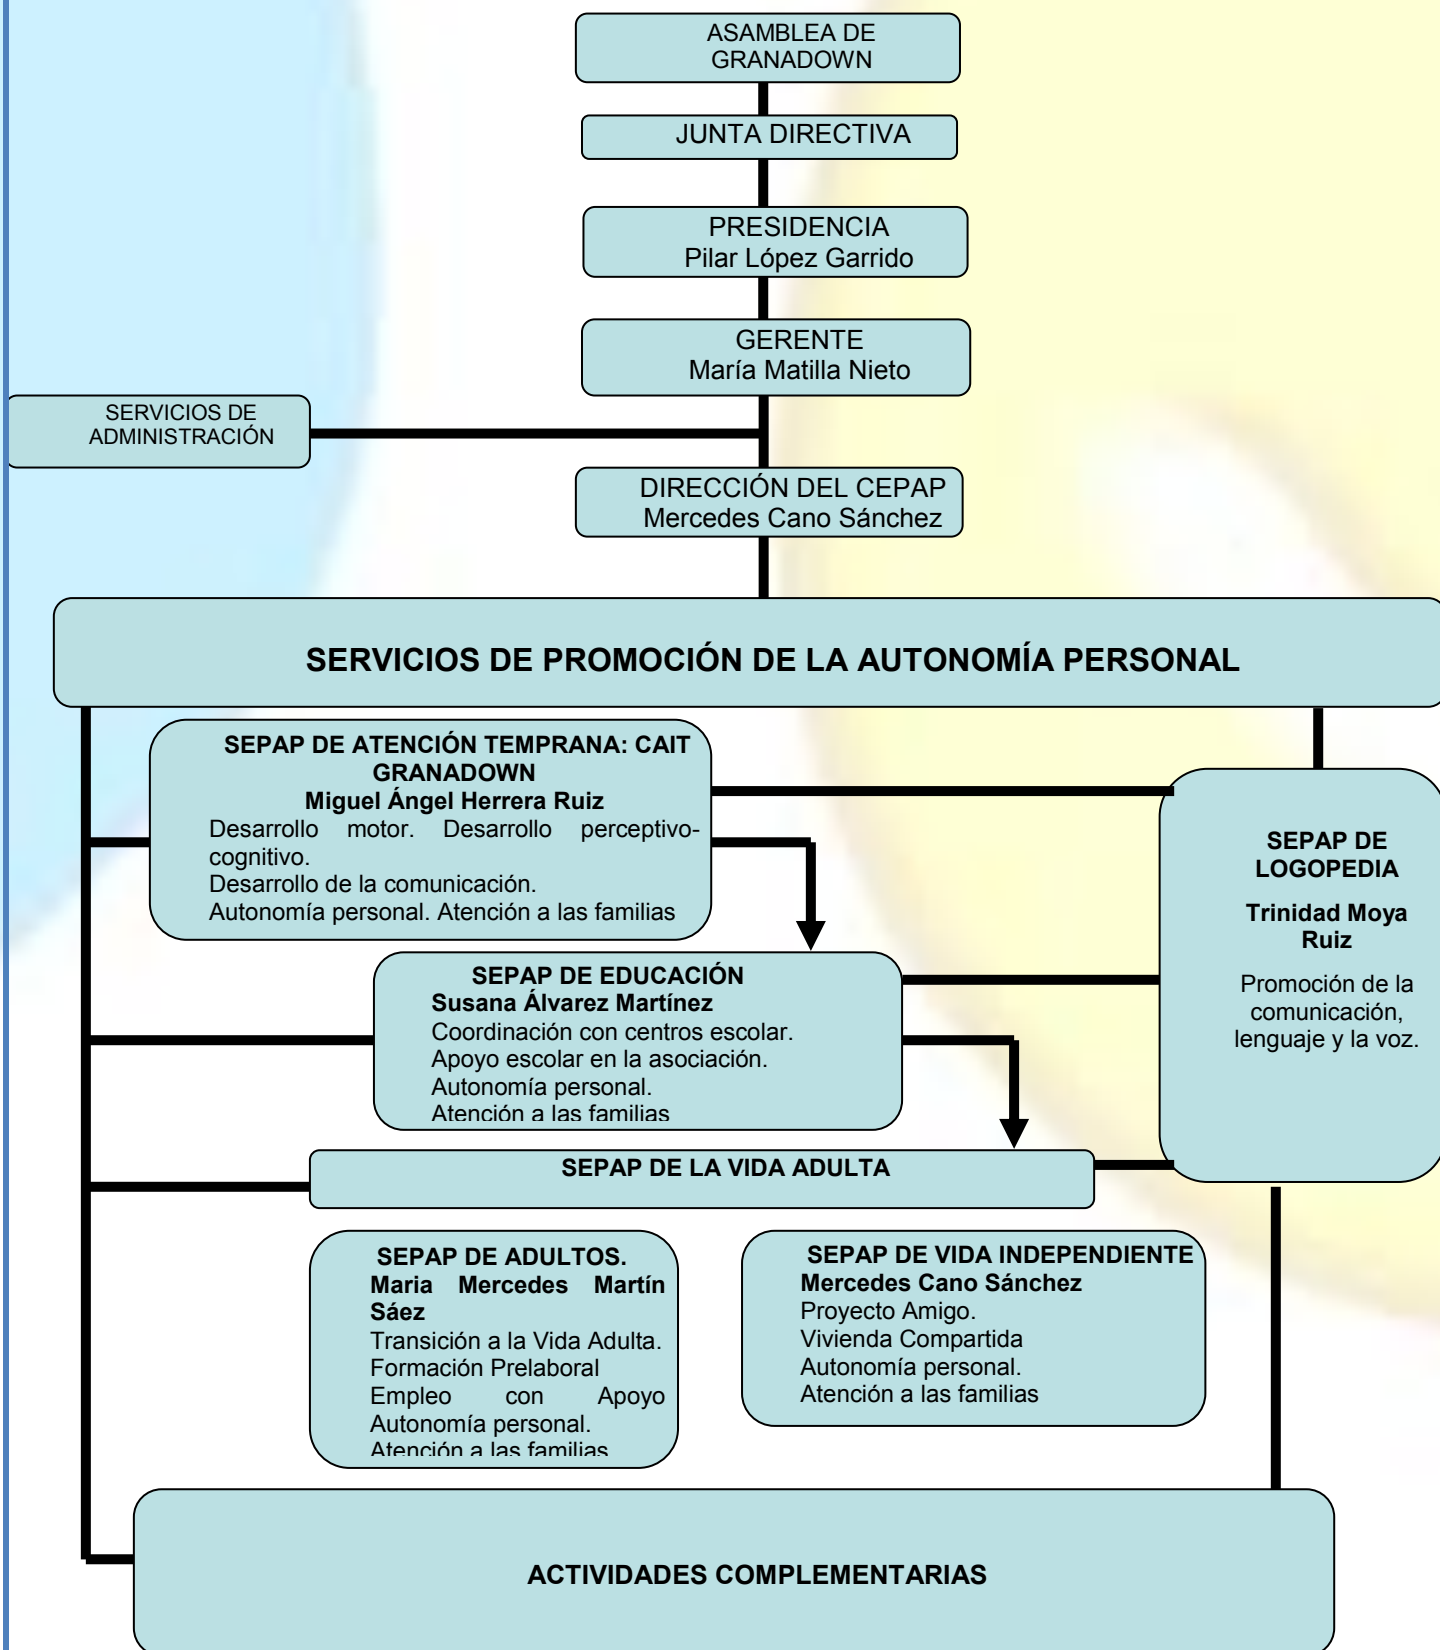 ASAMBLEA DE
GRANADOWN
JUNTA DIRECTIVA
PRESIDENCIA
Pilar López Garrido
GERENTE
María Matilla Nieto
SERVICIOS DE
ADMINISTRACIÓN
DIRECCIÓN DEL CEPAP
Mercedes Cano Sánchez
SERVICIOS DE PROMOCIÓN DE LA AUTONOMÍA PERSONAL
SEPAP DE ATENCIÓN TEMPRANA: CAIT
GRANADOWN
Miguel Ángel Herrera Ruiz
Desarrollo motor. Desarrollo perceptivo-
cognitivo.
Desarrollo de la comunicación.
Autonomía personal. Atención a las familias
SEPAP DE
LOGOPEDIA
Trinidad Moya
Ruiz
Promoción de la
comunicación,
lenguaje y la voz.
SEPAP DE EDUCACIÓN
Susana Álvarez Martínez
Coordinación con centros escolar.
Apoyo escolar en la asociación.
Autonomía personal.
Atención a las familias
SEPAP DE LA VIDA ADULTA
SEPAP DE ADULTOS.
Maria Mercedes Martín
Sáez
Transición a la Vida Adulta.
Formación Prelaboral
Empleo con Apoyo
Autonomía personal.
Atención a las familias
SEPAP DE VIDA INDEPENDIENTE
Mercedes Cano Sánchez
Proyecto Amigo.
Vivienda Compartida
Autonomía personal.
Atención a las familias
ACTIVIDADES COMPLEMENTARIAS